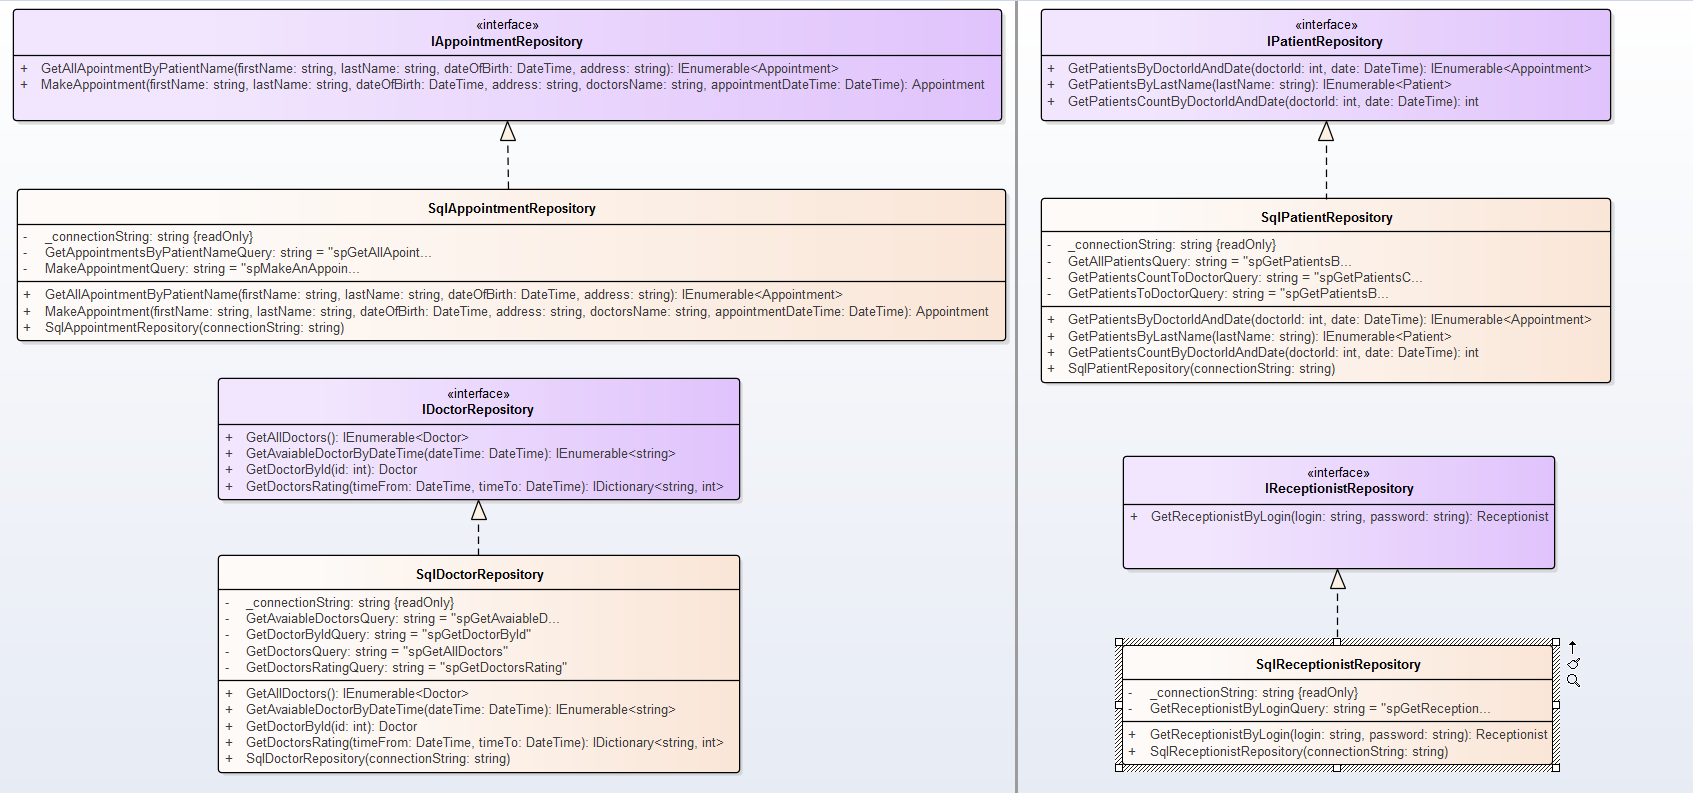 «interface»
IAppointmentRepository
+ GetAllApointmentByPatientName(firstName: string, lastName: string, dateOfBirth: DateTime, address: string): IEnumerable<Appointment>
+ MakeAppointment(firstName: string, lastName: string, dateOfBirth: DateTime, address: string, doctorsName: string, appointmentDateTime: DateTime): Appointment
SqlAppointmentRepository
- _connectionString: string {readOnly}
- GetAppointmentsByPatientNameQuery: string = "spGetAllApoint...
- MakeAppointmentQuery: string = "spMakeAnAppoin...
+ GetAllApointmentByPatientName(firstName: string, lastName: string, dateOfBirth: DateTime, address: string): IEnumerable<Appointment>
+ MakeAppointment(firstName: string, lastName: string, dateOfBirth: DateTime, address: string, doctorsName: string, appointmentDateTime: DateTime): Appointment
+ SqlAppointmentRepository(connectionString: string)
«interface»
IDoctorRepository
+ GetAllDoctors(): IEnumerable<Doctor>
+ GetAvaiableDoctorByDateTime(dateTime: DateTime): IEnumerable<string>
+ GetDoctorById(id: int): Doctor
+ GetDoctorsRating(timeFrom: DateTime, timeTo: DateTime): IDictionary<string, int>
SqlDoctorRepository
- _connectionString: string {readOnly}
- GetAvaiableDoctorsQuery: string = "spGetAvaiableD...
- GetDoctorByIdQuery: string = "spGetDoctorById"
- GetDoctorsQuery: string = "spGetAllDoctors"
- GetDoctorsRatingQuery: string = "spGetDoctorsRating"
+ GetAllDoctors(): IEnumerable<Doctor>
+ GetAvaiableDoctorByDateTime(dateTime: DateTime): IEnumerable<string>
+ GetDoctorById(id: int): Doctor
+ GetDoctorsRating(timeFrom: DateTime, timeTo: DateTime): IDictionary<string, int>
+ SqlDoctorRepository(connectionString: string)
«interface»
IPatientRepository
+ GetPatientsByDoctorIdAndDate(doctorId: int, date: DateTime): IEnumerable<Appointment>
+ GetPatientsByLastName(lastName: string): IEnumerable<Patient>
+ GetPatientsCountByDoctorIdAndDate(doctorId: int, date: DateTime): int
SqlPatientRepository
- _connectionString: string {readOnly}
- GetAllPatientsQuery: string = "spGetPatientsB...
- GetPatientsCountToDoctorQuery: string = "spGetPatientsC...
- GetPatientsToDoctorQuery: string = "spGetPatientsB...
+ GetPatientsByDoctorIdAndDate(doctorId: int, date: DateTime): IEnumerable<Appointment>
+ GetPatientsByLastName(lastName: string): IEnumerable<Patient>
+ GetPatientsCountByDoctorIdAndDate(doctorId: int, date: DateTime): int
+ SqlPatientRepository(connectionString: string)
«interface»
IReceptionistRepository
+ GetReceptionistByLogin(login: string, password: string): Receptionist
SqlReceptionistRepository
- _connectionString: string {readOnly}
- GetReceptionistByLoginQuery: string = "spGetReception...
+ GetReceptionistByLogin(login: string, password: string): Receptionist
+ SqlReceptionistRepository(connectionString: string)